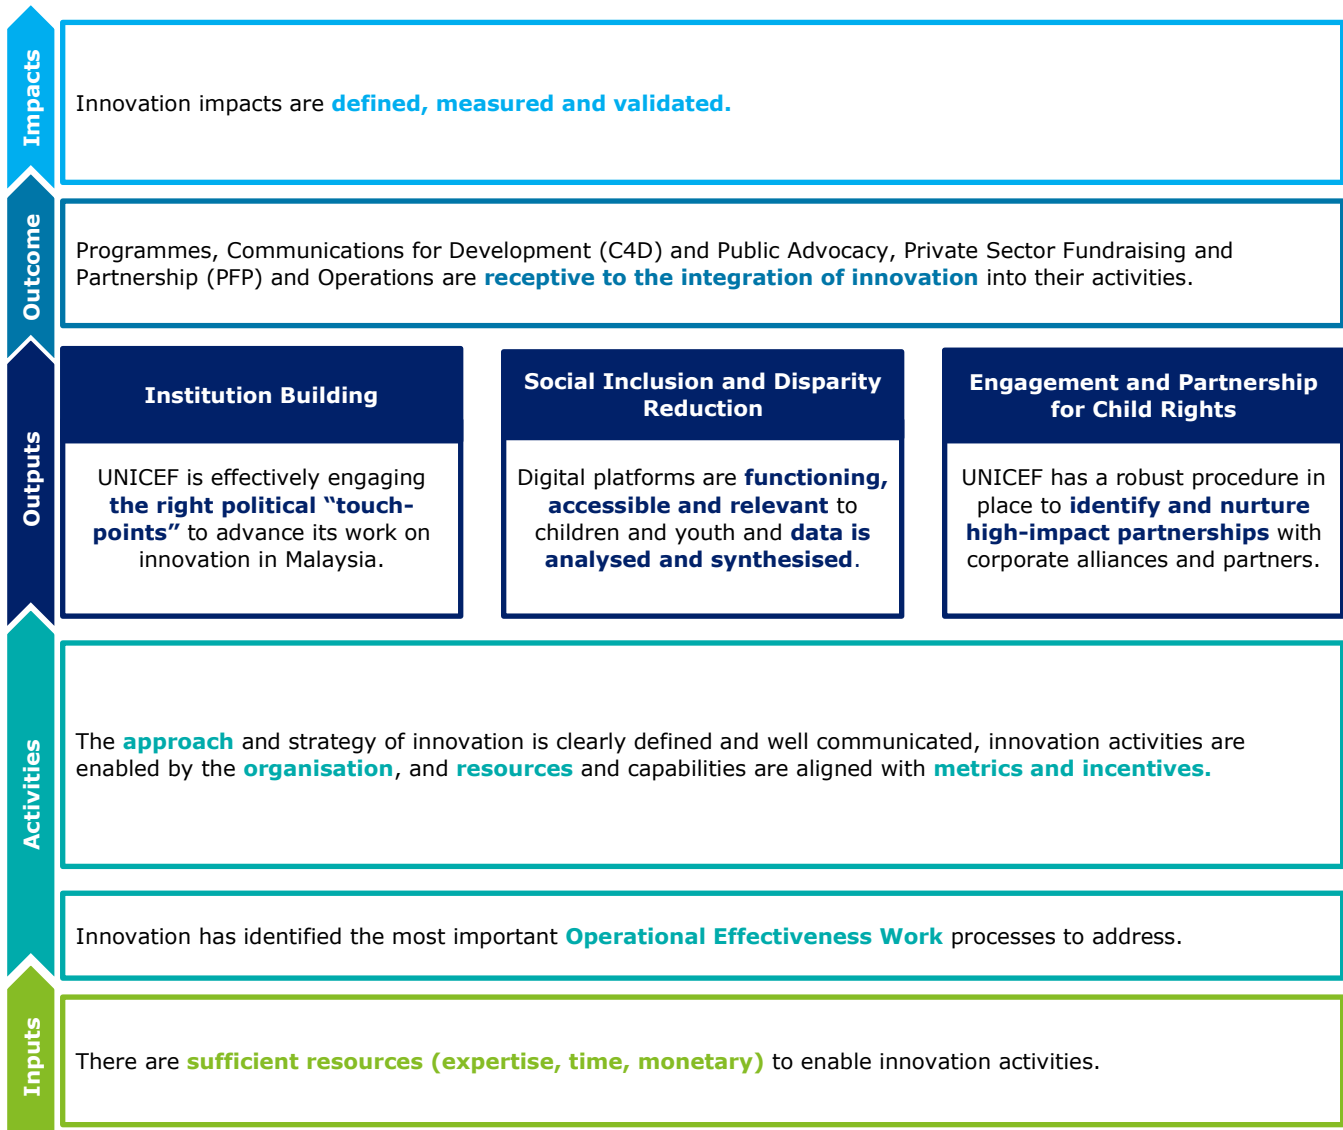 Impacts
Innovation impacts are defined, measured and validated.
Outcome
Programmes, Communications for Development (C4D) and Public Advocacy, Private Sector Fundraising and
Partnership (PFP) and Operations are receptive to the integration of innovation into their activities.
Outputs
Institution Building
UNICEF is effectively engaging
the right political “touch-
points” to advance its work on
innovation in Malaysia.
Social Inclusion and Disparity
Reduction
Digital platforms are functioning,
accessible and relevant to
children and youth and data is
analysed and synthesised.
Engagement and Partnership
for Child Rights
UNICEF has a robust procedure in
place to identify and nurture
high-impact partnerships with
corporate alliances and partners.
Activities
The approach and strategy of innovation is clearly defined and well communicated, innovation activities are
enabled by the organisation, and resources and capabilities are aligned with metrics and incentives.
Innovation has identified the most important Operational Effectiveness Work processes to address.
Inputs
There are sufficient resources (expertise, time, monetary) to enable innovation activities.